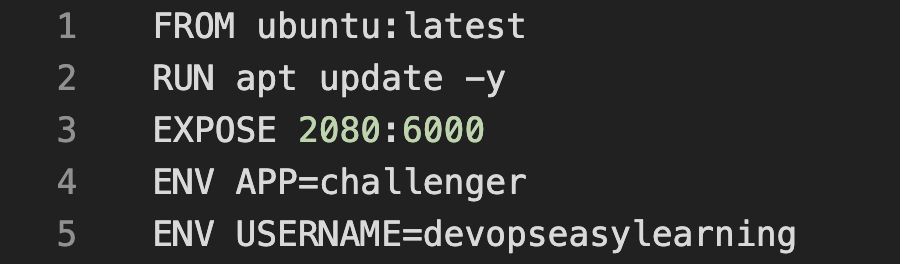 1 FROM ubuntu:latest
2 RUN apt update -y
3 EXPOSE 2080:6000
4 ENV APP=challenger
5 ENV USERNAME=devopseasylearning